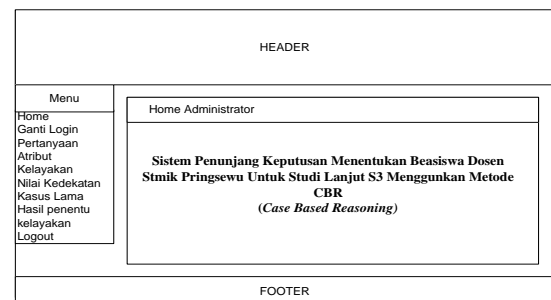 HEADER
Menu
Home
Ganti Login
Pertanyaan
Atribut
Kelayakan
Nilai Kedekatan
Kasus Lama
Hasil penentu
kelayakan
Logout
Home Administrator
Sistem Penunjang Keputusan Menentukan Beasiswa Dosen
Stmik Pringsewu Untuk Studi Lanjut S3 Menggunkan Metode
CBR
(Case Based Reasoning)
FOOTER